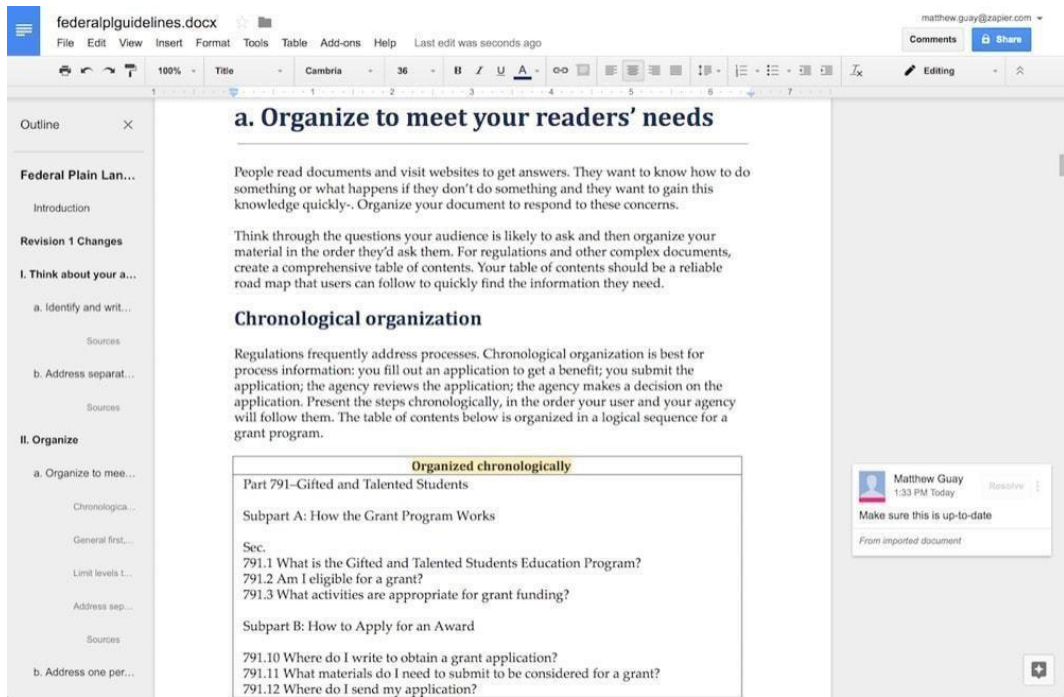 federalplguidelines.docx
matthew.guay@zapier.com
File Edit View Insert Format Tools Table Add-ons Help Last edit was seconds ago
Comments
Share
100% Title Cambria 36 B I U A Editing
1 1 2 3 4 5 6 7
Outline
Federal Plain Lan...
Introduction
Revision 1 Changes
I. Think about your a...
a. Identify and writ...
Sources
b. Address separat...
Sources
II. Organize
a. Organize to mee...
Chronologica...
General first,...
Limit levels t...
Address sep...
Sources
b. Address one per...
a. Organize to meet your readers’ needs
People read documents and visit websites to get answers. They want to know how to do
something or what happens if they don’t do something and they want to gain this
knowledge quickly-. Organize your document to respond to these concerns.
Think through the questions your audience is likely to ask and then organize your
material in the order they’d ask them. For regulations and other complex documents,
create a comprehensive table of contents. Your table of contents should be a reliable
road map that users can follow to quickly find the information they need.
Chronological organization
Regulations frequently address processes. Chronological organization is best for
process information: you fill out an application to get a benefit; you submit the
application; the agency reviews the application; the agency makes a decision on the
application. Present the steps chronologically, in the order your user and your agency
will follow them. The table of contents below is organized in a logical sequence for a
grant program.
Organized chronologically
Part 791–Gifted and Talented Students
Subpart A: How the Grant Program Works
Sec.
791.1 What is the Gifted and Talented Students Education Program?
791.2 Am I eligible for a grant?
791.3 What activities are appropriate for grant funding?
Subpart B: How to Apply for an Award
791.10 Where do I write to obtain a grant application?
791.11 What materials do I need to submit to be considered for a grant?
791.12 Where do I send my application?
Matthew Guay
1:33 PM Today
Resolve
Make sure this is up-to-date
From imported document